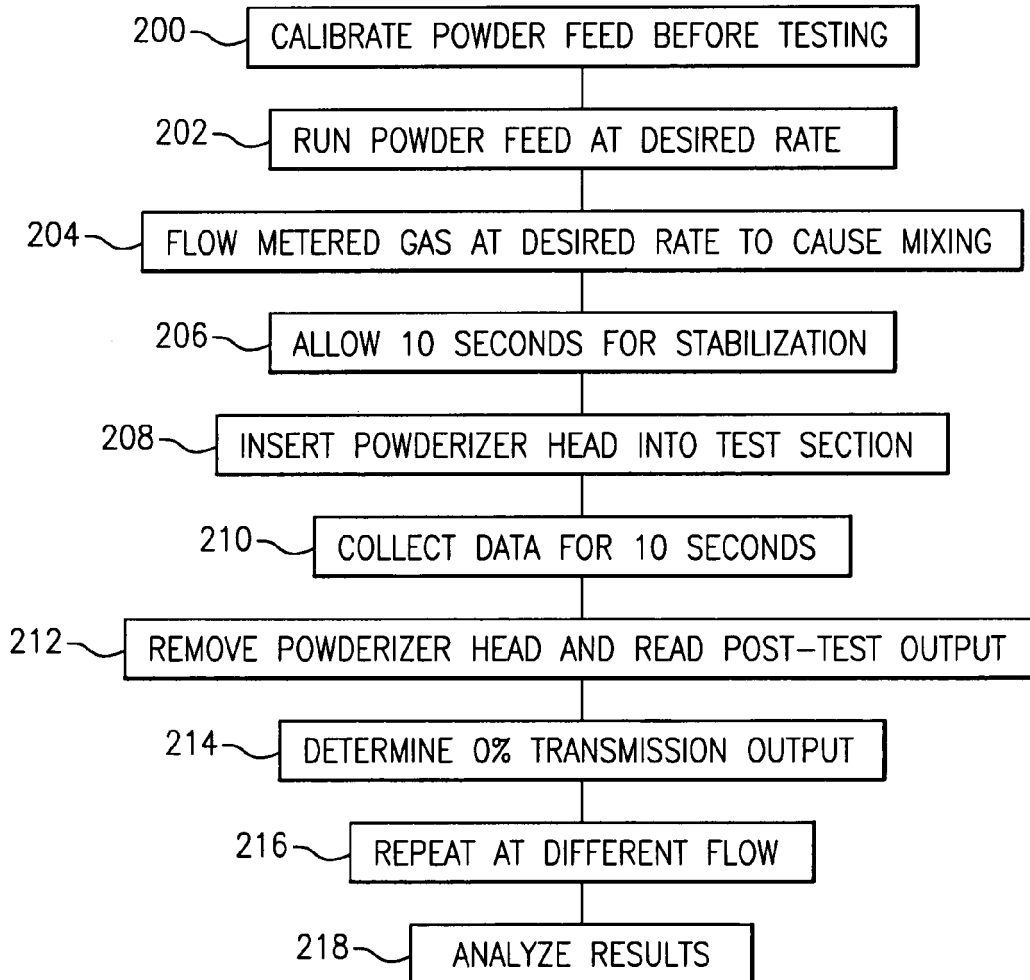 200 CALIBRATE POWDER FEED BEFORE TESTING
202 RUN POWDER FEED AT DESIRED RATE
204 FLOW METERED GAS AT DESIRED RATE TO CAUSE MIXING
206 ALLOW 10 SECONDS FOR STABILIZATION
208 INSERT POWDERIZER HEAD INTO TEST SECTION
210 COLLECT DATA FOR 10 SECONDS
212 REMOVE POWDERIZER HEAD AND READ POST-TEST OUTPUT
214 DETERMINE 0% TRANSMISSION OUTPUT
216 REPEAT AT DIFFERENT FLOW
218 ANALYZE RESULTS